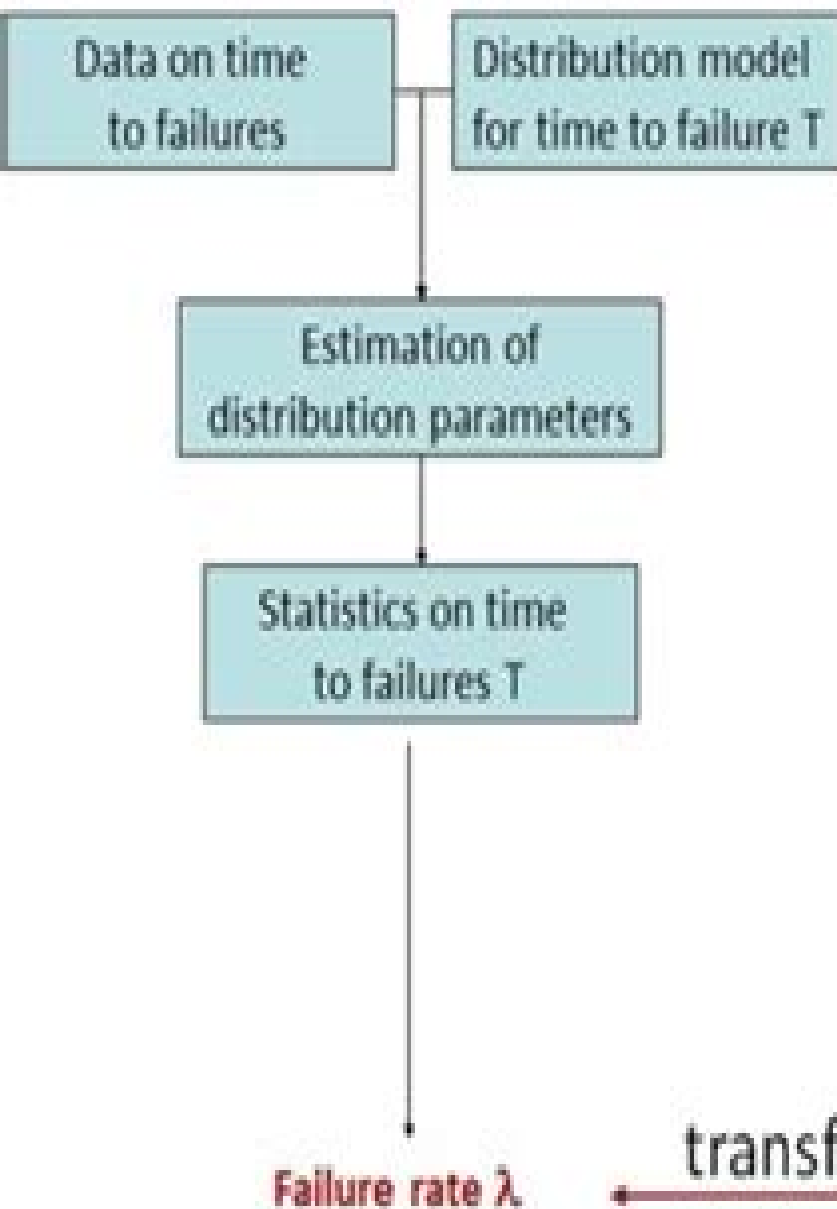 Data on time
to failures
Distribution model
for time to failure T
Estimation of
distribution parameters
Statistics on time
to failures T
transf
Failure rate λ